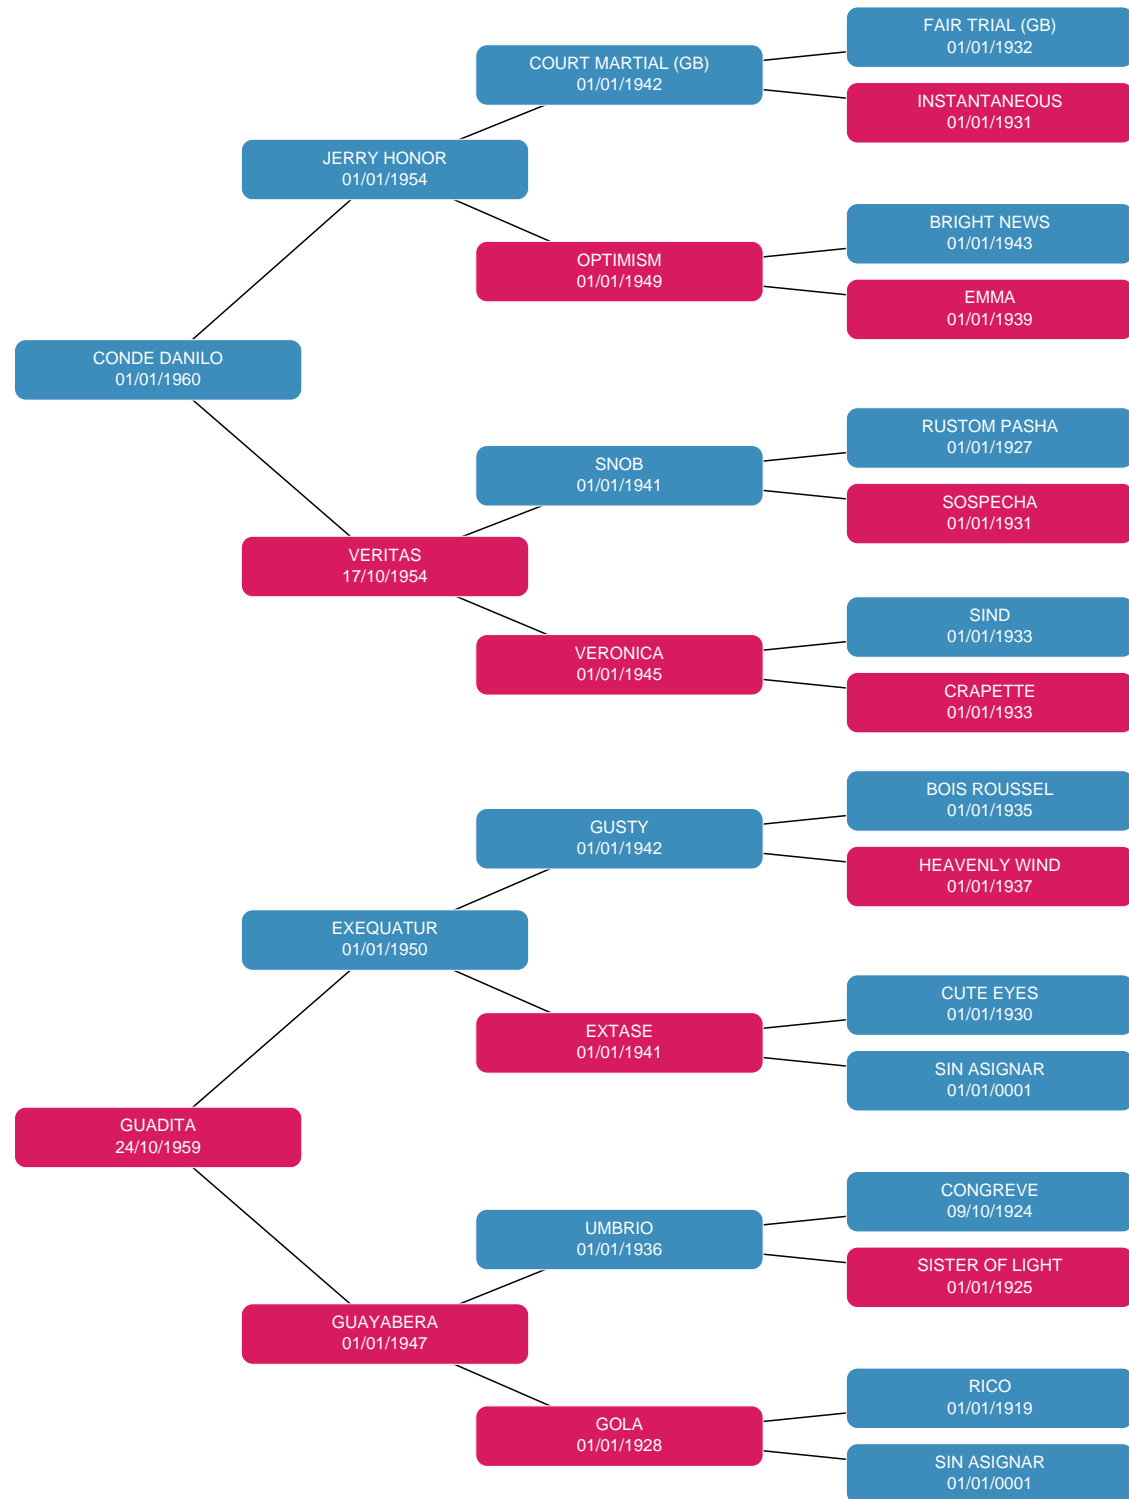 FAIR TRIAL (GB)
01/01/1932
COURT MARTIAL (GB)
01/01/1942
INSTANTANEOUS
01/01/1931
JERRY HONOR
01/01/1954
BRIGHT NEWS
01/01/1943
OPTIMISM
01/01/1949
EMMA
01/01/1939
CONDE DANILO
01/01/1960
RUSTOM PASHA
01/01/1927
SNOB
01/01/1941
SOSPECHA
01/01/1931
VERITAS
17/10/1954
SIND
01/01/1933
VERONICA
01/01/1945
CRAPETTE
01/01/1933
BOIS ROUSSEL
01/01/1935
GUSTY
01/01/1942
HEAVENLY WIND
01/01/1937
EXEQUATUR
01/01/1950
CUTE EYES
01/01/1930
EXTASE
01/01/1941
SIN ASIGNAR
01/01/0001
GUADITA
24/10/1959
CONGREVE
09/10/1924
UMBRIO
01/01/1936
SISTER OF LIGHT
01/01/1925
GUAYABERA
01/01/1947
RICO
01/01/1919
GOLA
01/01/1928
SIN ASIGNAR
01/01/0001